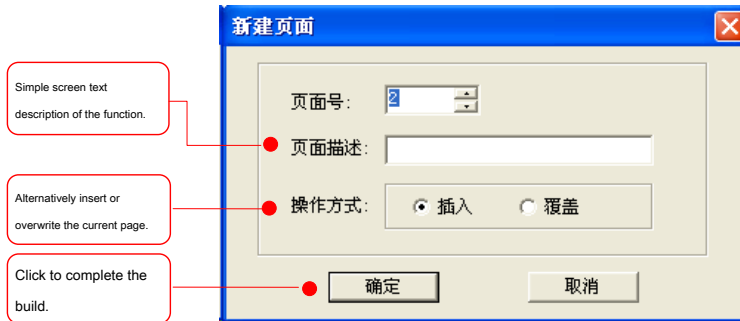 新建页面
Simple screen text
description of the function.
页面号: 2
页面描述:
Alternatively insert or
overwrite the current page.
操作方式: 插入 覆盖
Click to complete the
build.
确定 取消